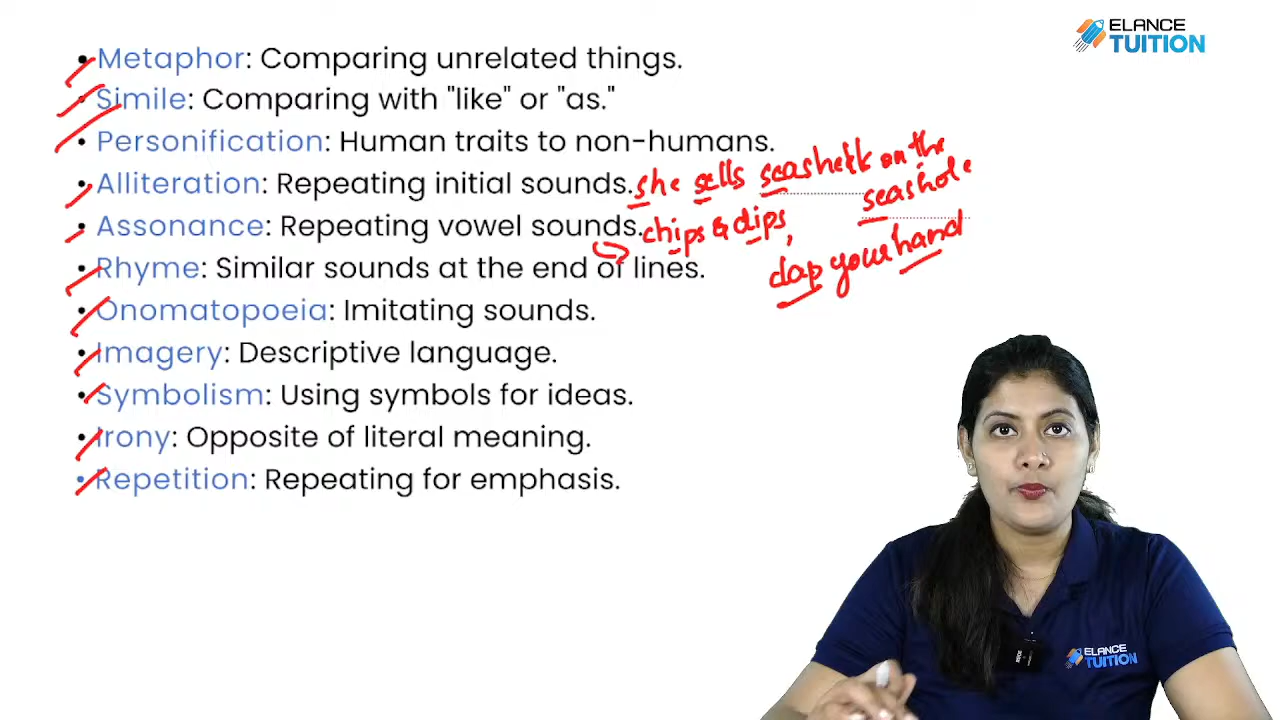 ELANCE
TUITION
• Metaphor: Comparing unrelated things.
• Simile: Comparing with "like" or "as."
• Personification: Human traits to non-humans.
• Alliteration: Repeating initial sounds. she sells seashells on the
seashole
• Assonance: Repeating vowel sounds. chips & dips,
clap your hand
• Rhyme: Similar sounds at the end of lines.
• Onomatopoeia: Imitating sounds.
• Imagery: Descriptive language.
• Symbolism: Using symbols for ideas.
• Irony: Opposite of literal meaning.
• Repetition: Repeating for emphasis.
ELANCE
TUITION